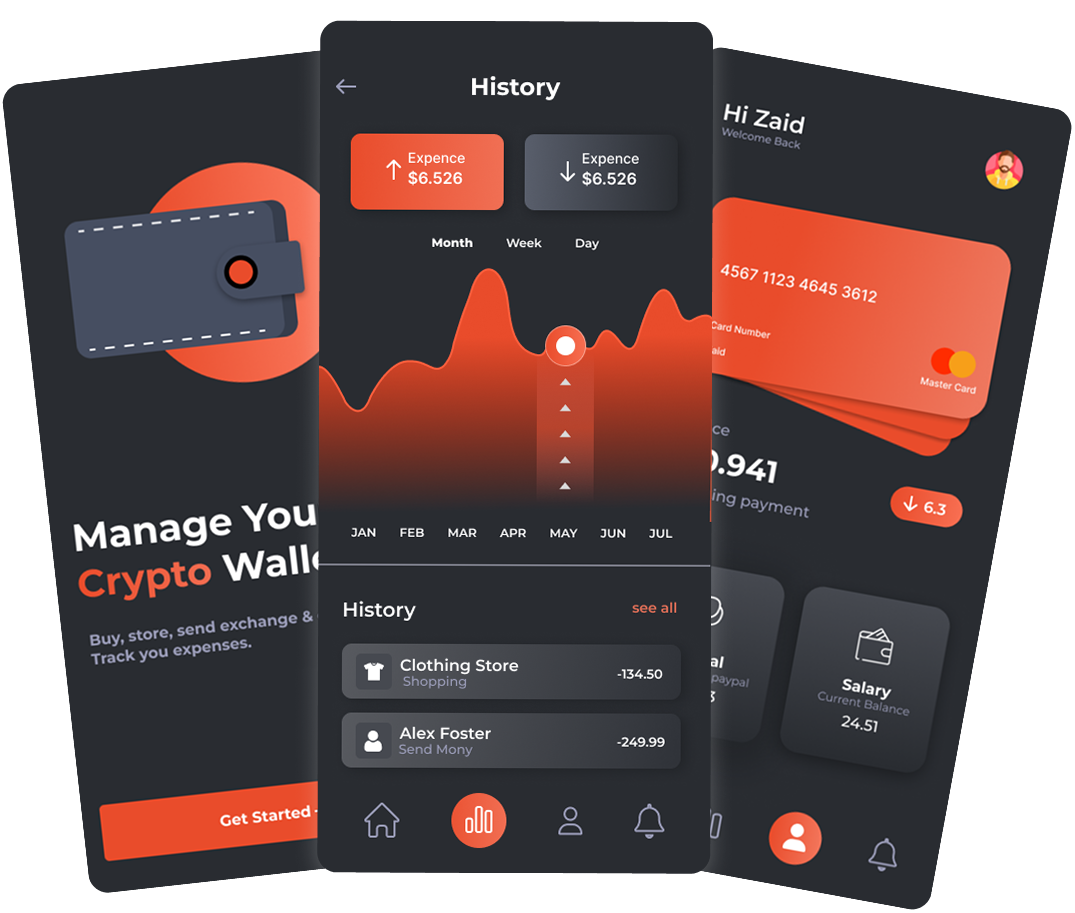 Manage You
Crypto Walle
Buy, store, send exchange &
Track you expenses.
Get Started
History
Expence
$6.526
Expence
$6.526
Month Week Day
JAN FEB MAR APR MAY JUN JUL
History see all
Clothing Store
Shopping
-134.50
Alex Foster
Send Mony
-249.99
Hi Zaid
Welcome Back
4567 1123 4645 3612
Card Number
aid
Master Card
ce
0.941
ing payment
6.3
al
paypal
3
Salary
Current Balance
24.51